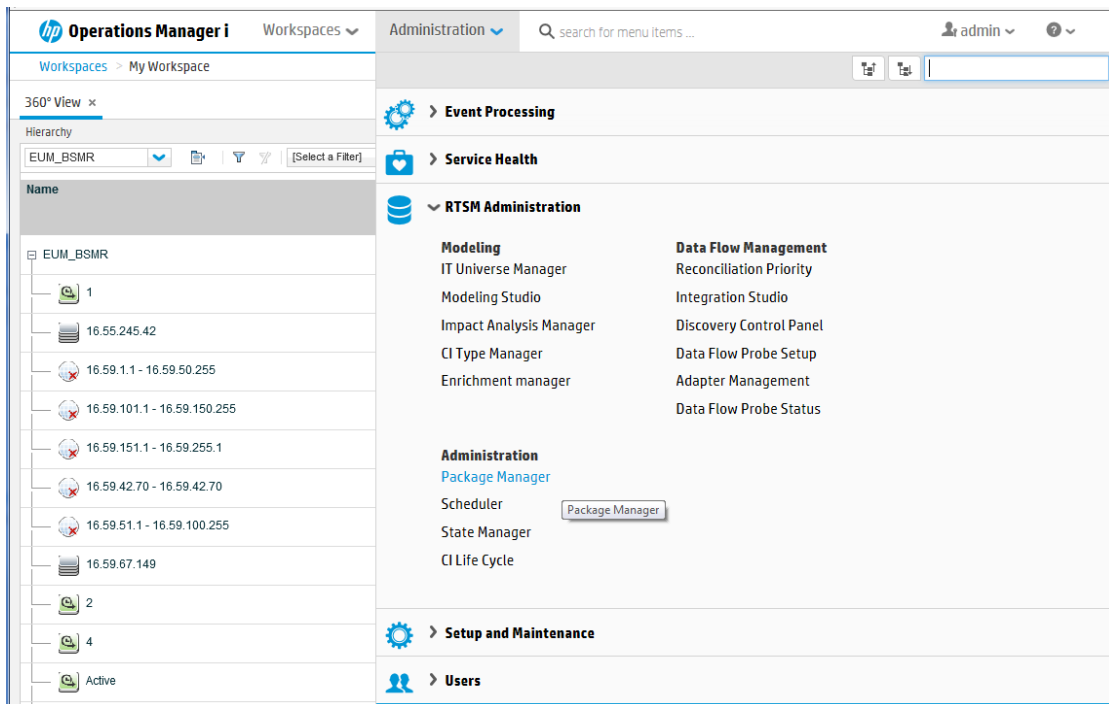 hp Operations Manager i Workspaces Administration search for menu items ... admin ?
Workspaces > My Workspace
360° View ×
Hierarchy
EUM_BSMR [Select a Filter]
Name
EUM_BSMR
1
16.55.245.42
16.59.1.1 - 16.59.50.255
16.59.101.1 - 16.59.150.255
16.59.151.1 - 16.59.255.1
16.59.42.70 - 16.59.42.70
16.59.51.1 - 16.59.100.255
16.59.67.149
2
4
Active
Event Processing
Service Health
RTSM Administration
Modeling
IT Universe Manager
Modeling Studio
Impact Analysis Manager
CI Type Manager
Enrichment manager
Data Flow Management
Reconciliation Priority
Integration Studio
Discovery Control Panel
Data Flow Probe Setup
Adapter Management
Data Flow Probe Status
Administration
Package Manager
Scheduler
Package Manager
State Manager
CI Life Cycle
Setup and Maintenance
Users